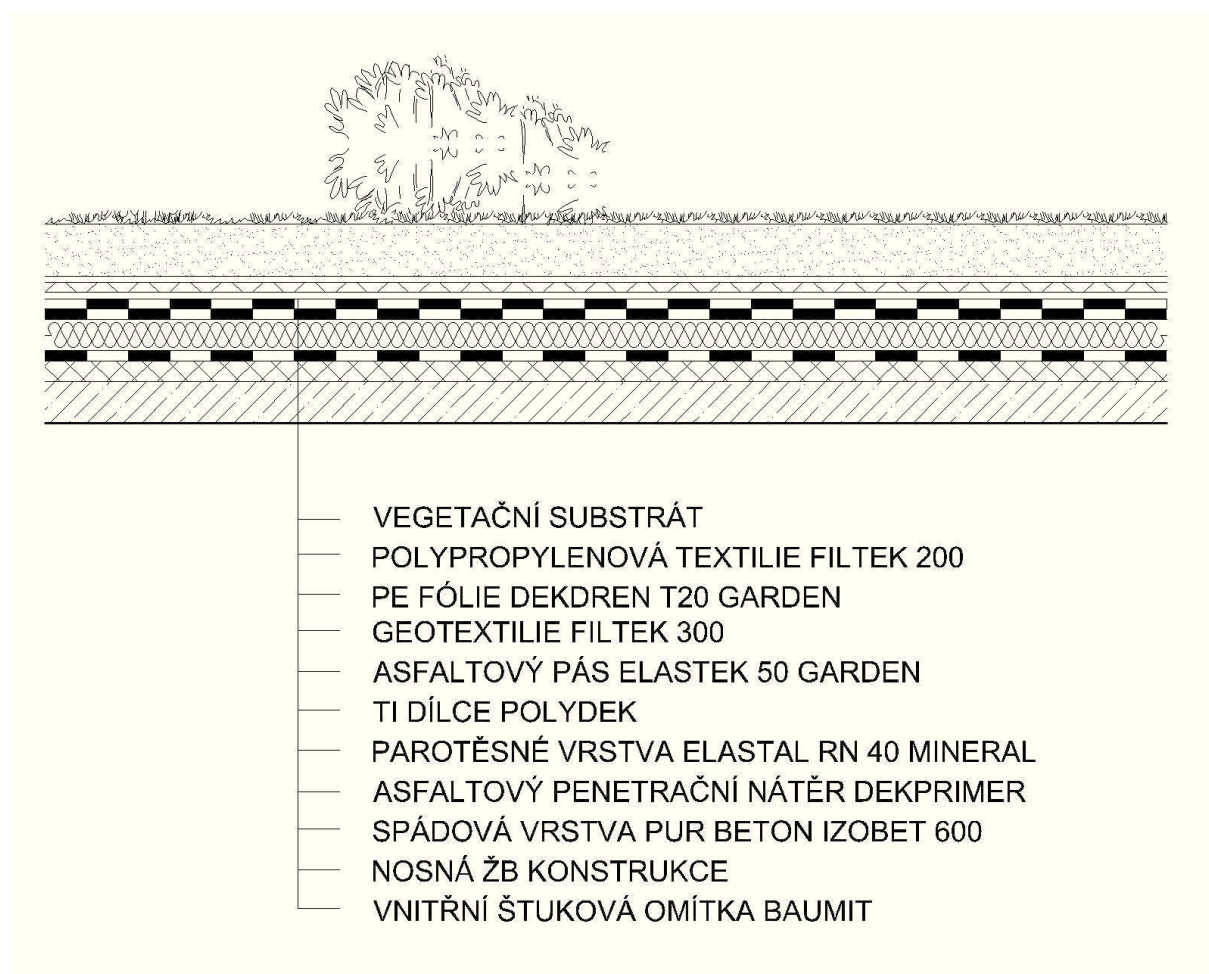 VEGETAČNÍ SUBSTRÁT
POLYPROPYLENOVÁ TEXTILIE FILTEK 200
PE FÓLIE DEKDREN T20 GARDEN
GEOTEXTILIE FILTEK 300
ASFALTOVÝ PÁS ELASTEK 50 GARDEN
TI DÍLCE POLYDEK
PAROTĚSNÉ VRSTVA ELASTAL RN 40 MINERAL
ASFALTOVÝ PENETRAČNÍ NÁTĚR DEKPRIMER
SPÁDOVÁ VRSTVA PUR BETON IZOBET 600
NOSNÁ ŽB KONSTRUKCE
VNITŘNÍ ŠTUKOVÁ OMÍTKA BAUMIT